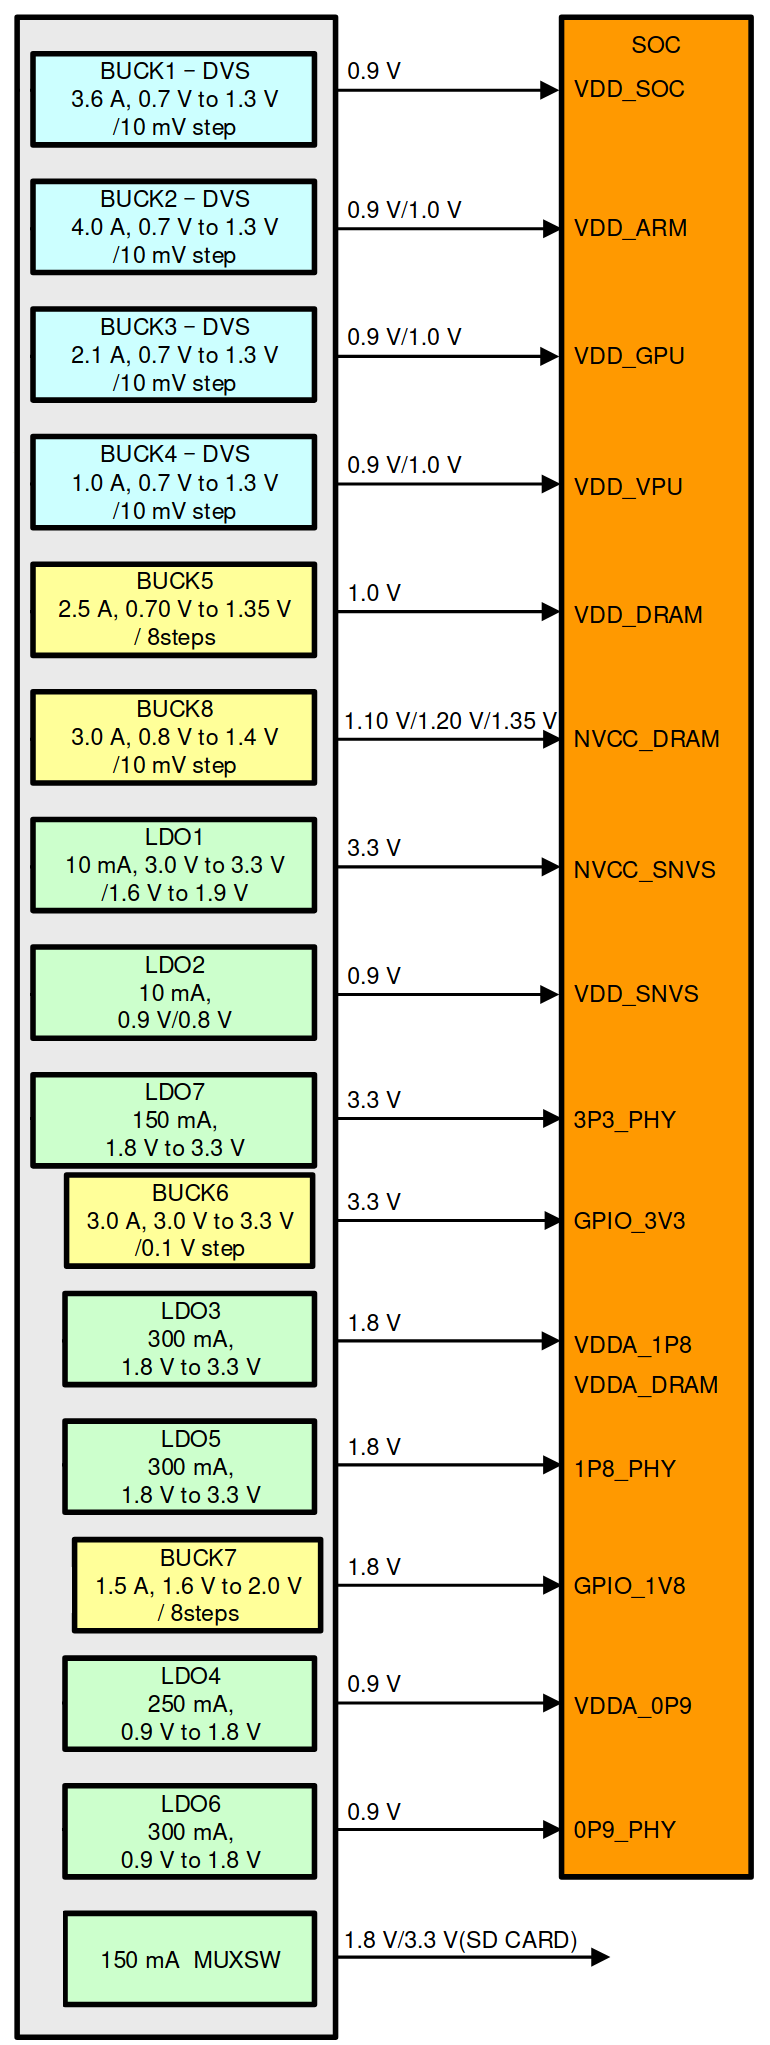 SOC
BUCK1 – DVS
3.6 A, 0.7 V to 1.3 V
/10 mV step
0.9 V
VDD_SOC
BUCK2 – DVS
4.0 A, 0.7 V to 1.3 V
/10 mV step
0.9 V/1.0 V
VDD_ARM
BUCK3 – DVS
2.1 A, 0.7 V to 1.3 V
/10 mV step
0.9 V/1.0 V
VDD_GPU
BUCK4 – DVS
1.0 A, 0.7 V to 1.3 V
/10 mV step
0.9 V/1.0 V
VDD_VPU
BUCK5
2.5 A, 0.70 V to 1.35 V
/ 8steps
1.0 V
VDD_DRAM
BUCK8
3.0 A, 0.8 V to 1.4 V
/10 mV step
1.10 V/1.20 V/1.35 V
NVCC_DRAM
LDO1
10 mA, 3.0 V to 3.3 V
/1.6 V to 1.9 V
3.3 V
NVCC_SNVS
LDO2
10 mA,
0.9 V/0.8 V
0.9 V
VDD_SNVS
LDO7
150 mA,
1.8 V to 3.3 V
3.3 V
3P3_PHY
BUCK6
3.0 A, 3.0 V to 3.3 V
/0.1 V step
3.3 V
GPIO_3V3
LDO3
300 mA,
1.8 V to 3.3 V
1.8 V
VDDA_1P8
VDDA_DRAM
LDO5
300 mA,
1.8 V to 3.3 V
1.8 V
1P8_PHY
BUCK7
1.5 A, 1.6 V to 2.0 V
/ 8steps
1.8 V
GPIO_1V8
LDO4
250 mA,
0.9 V to 1.8 V
0.9 V
VDDA_0P9
LDO6
300 mA,
0.9 V to 1.8 V
0.9 V
0P9_PHY
150 mA  MUXSW
1.8 V/3.3 V(SD CARD)